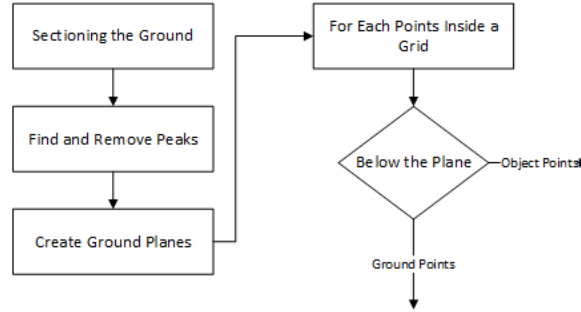 Sectioning the Ground
Find and Remove Peaks
Create Ground Planes
For Each Points Inside a
Grid
Below the Plane
Object Points
Ground Points